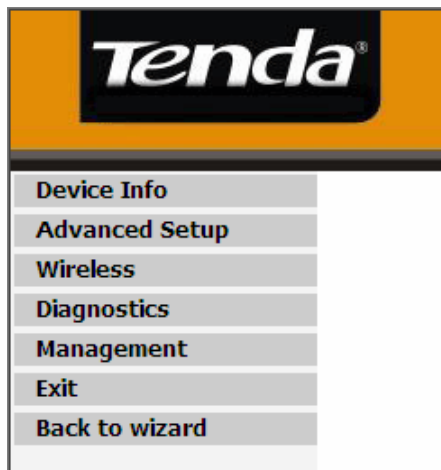 Tenda®
Device Info
Advanced Setup
Wireless
Diagnostics
Management
Exit
Back to wizard